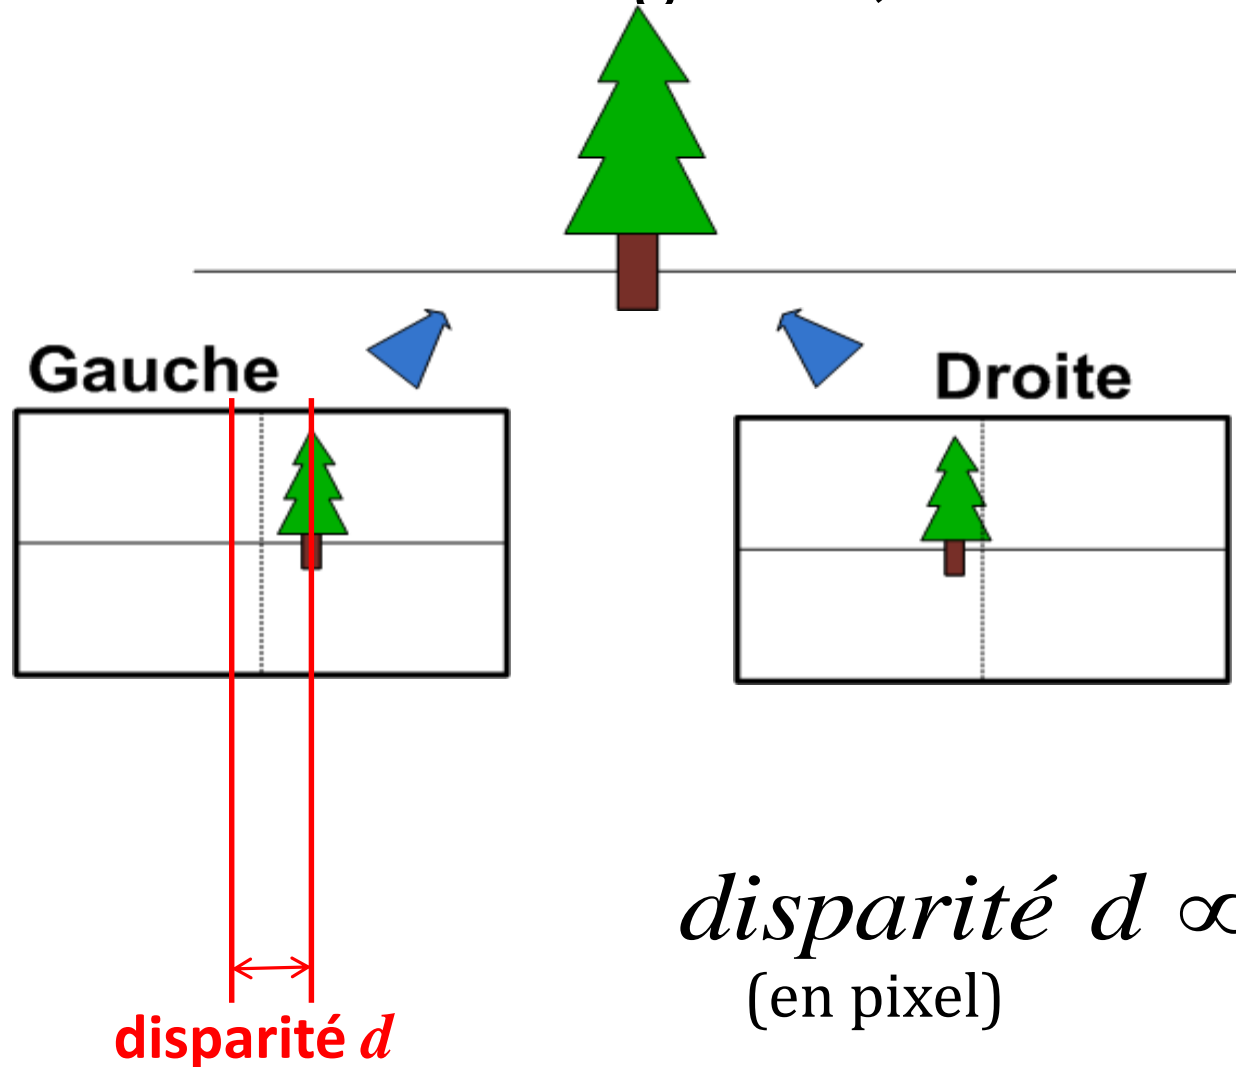 Gauche
Droite
disparité d ∝
(en pixel)
disparité d